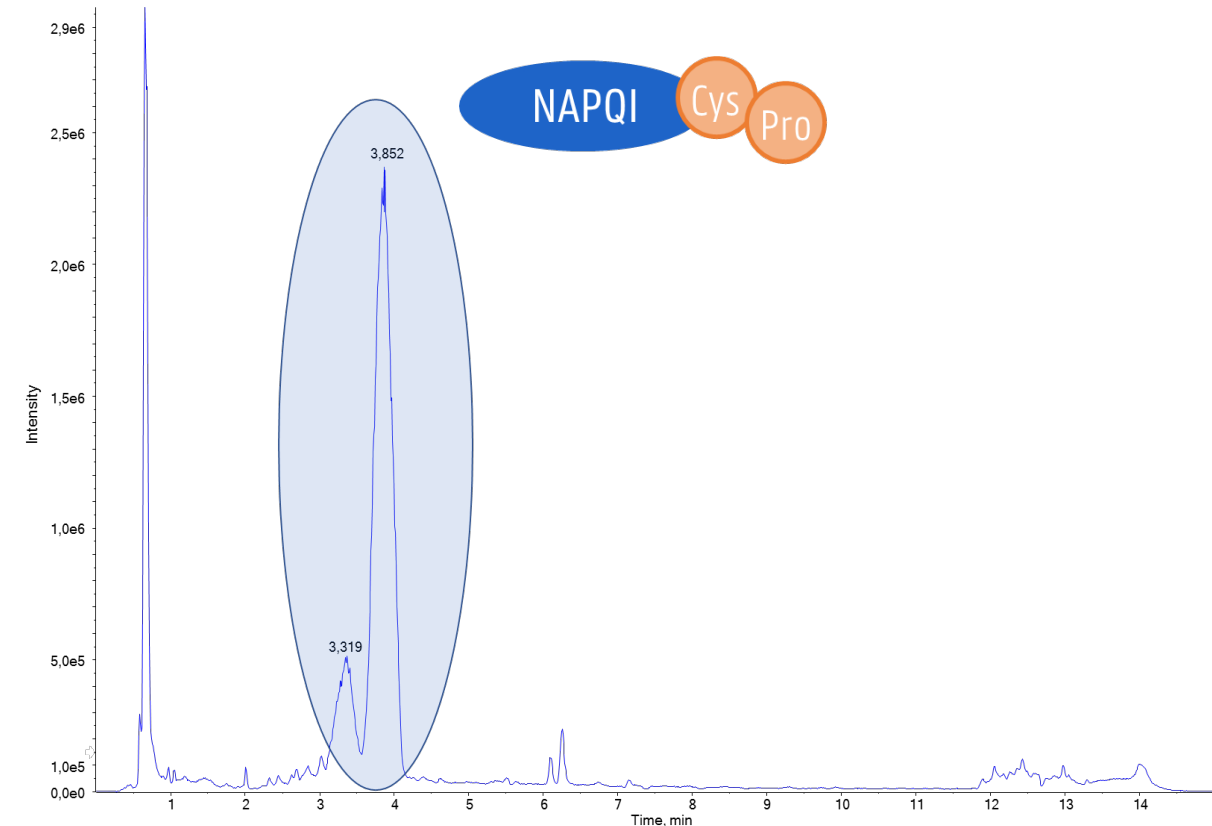 2,9e6
NAPQI
Cys
Pro
2,5e6
3,852
2,0e6
Intensity
1,5e6
1,0e6
3,319
5,0e5
1,0e5
0,0e0
1 2 3 4 5 6 7 8 9 10 11 12 13 14
Time, min